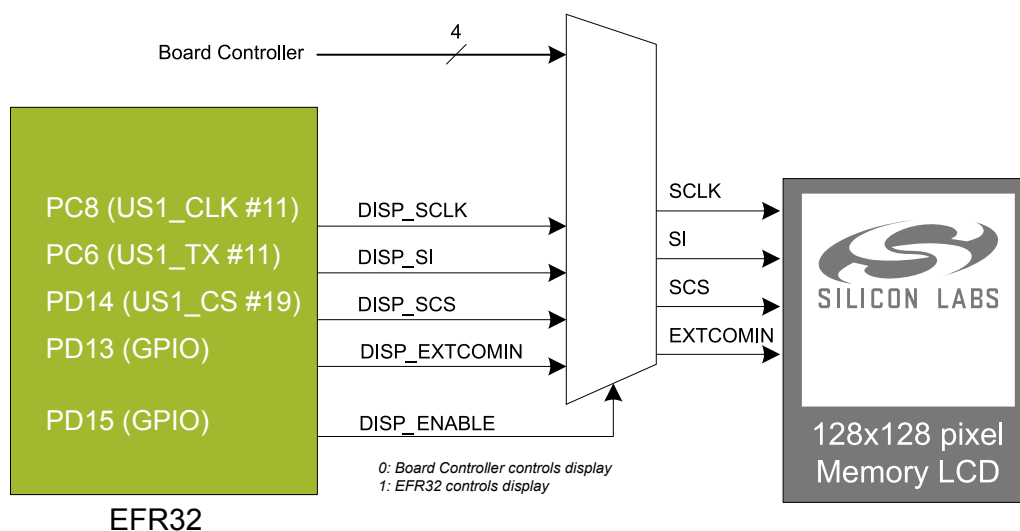 4
Board Controller
PC8 (US1_CLK #11)
DISP_SCLK
SCLK
PC6 (US1_TX #11)
DISP_SI
SI
PD14 (US1_CS #19)
DISP_SCS
SCS
PD13 (GPIO)
DISP_EXTCOMIN
EXTCOMIN
PD15 (GPIO)
DISP_ENABLE
0: Board Controller controls display
1: EFR32 controls display
SILICON LABS
128x128 pixel
Memory LCD
EFR32